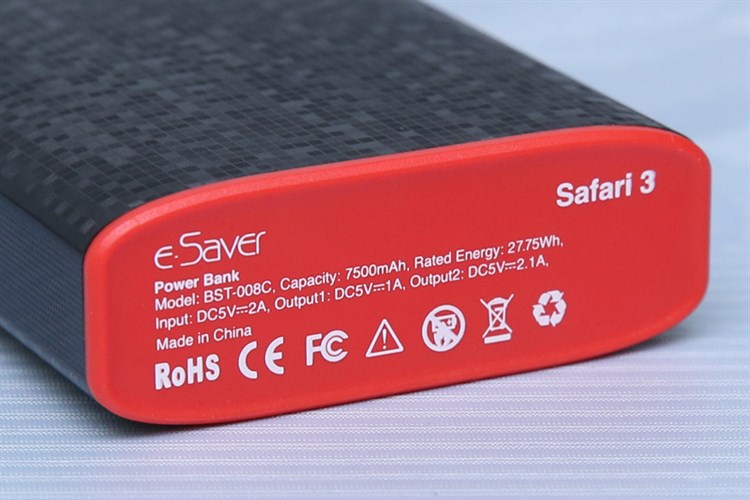 Safari 3
e·Saver
Power Bank
Model: BST-008C, Capacity: 7500mAh, Rated Energy: 27.75Wh,
Input: DC5V⎓2A, Output1: DC5V⎓1A, Output2: DC5V⎓2.1A,
Made in China
RoHS CE FC